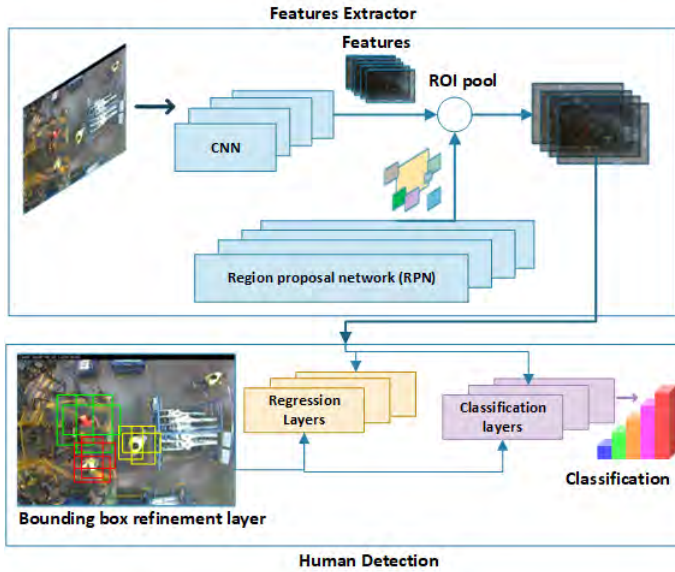 Features Extractor
Features
ROI pool
CNN
Region proposal network (RPN)
Regression
Layers
Classification
layers
Classification
Bounding box refinement layer
Human Detection